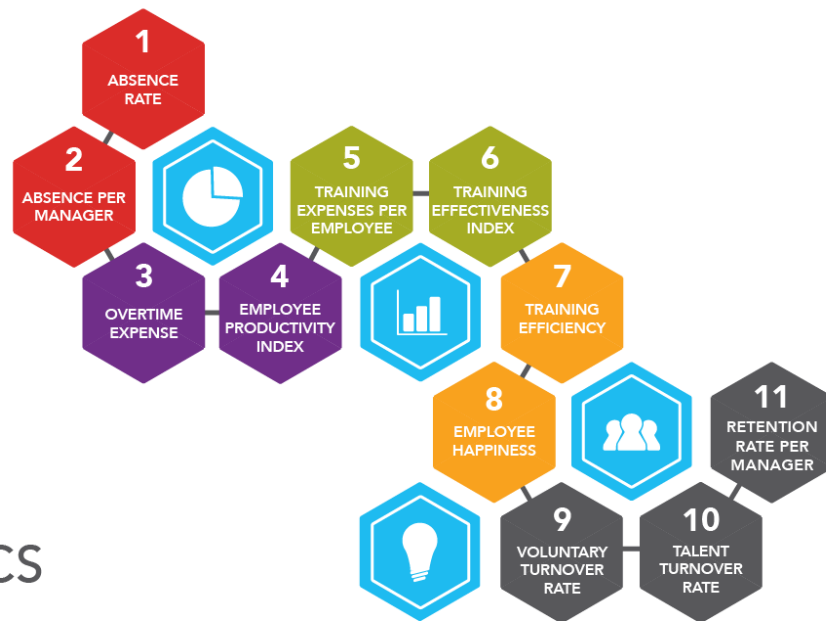 1
ABSENCE
RATE
2
ABSENCE PER
MANAGER
3
OVERTIME
EXPENSE
4
EMPLOYEE
PRODUCTIVITY
INDEX
5
TRAINING
EXPENSES PER
EMPLOYEE
6
TRAINING
EFFECTIVENESS
INDEX
7
TRAINING
EFFICIENCY
8
EMPLOYEE
HAPPINESS
9
VOLUNTARY
TURNOVER
RATE
10
TALENT
TURNOVER
RATE
11
RETENTION
RATE PER
MANAGER
CS